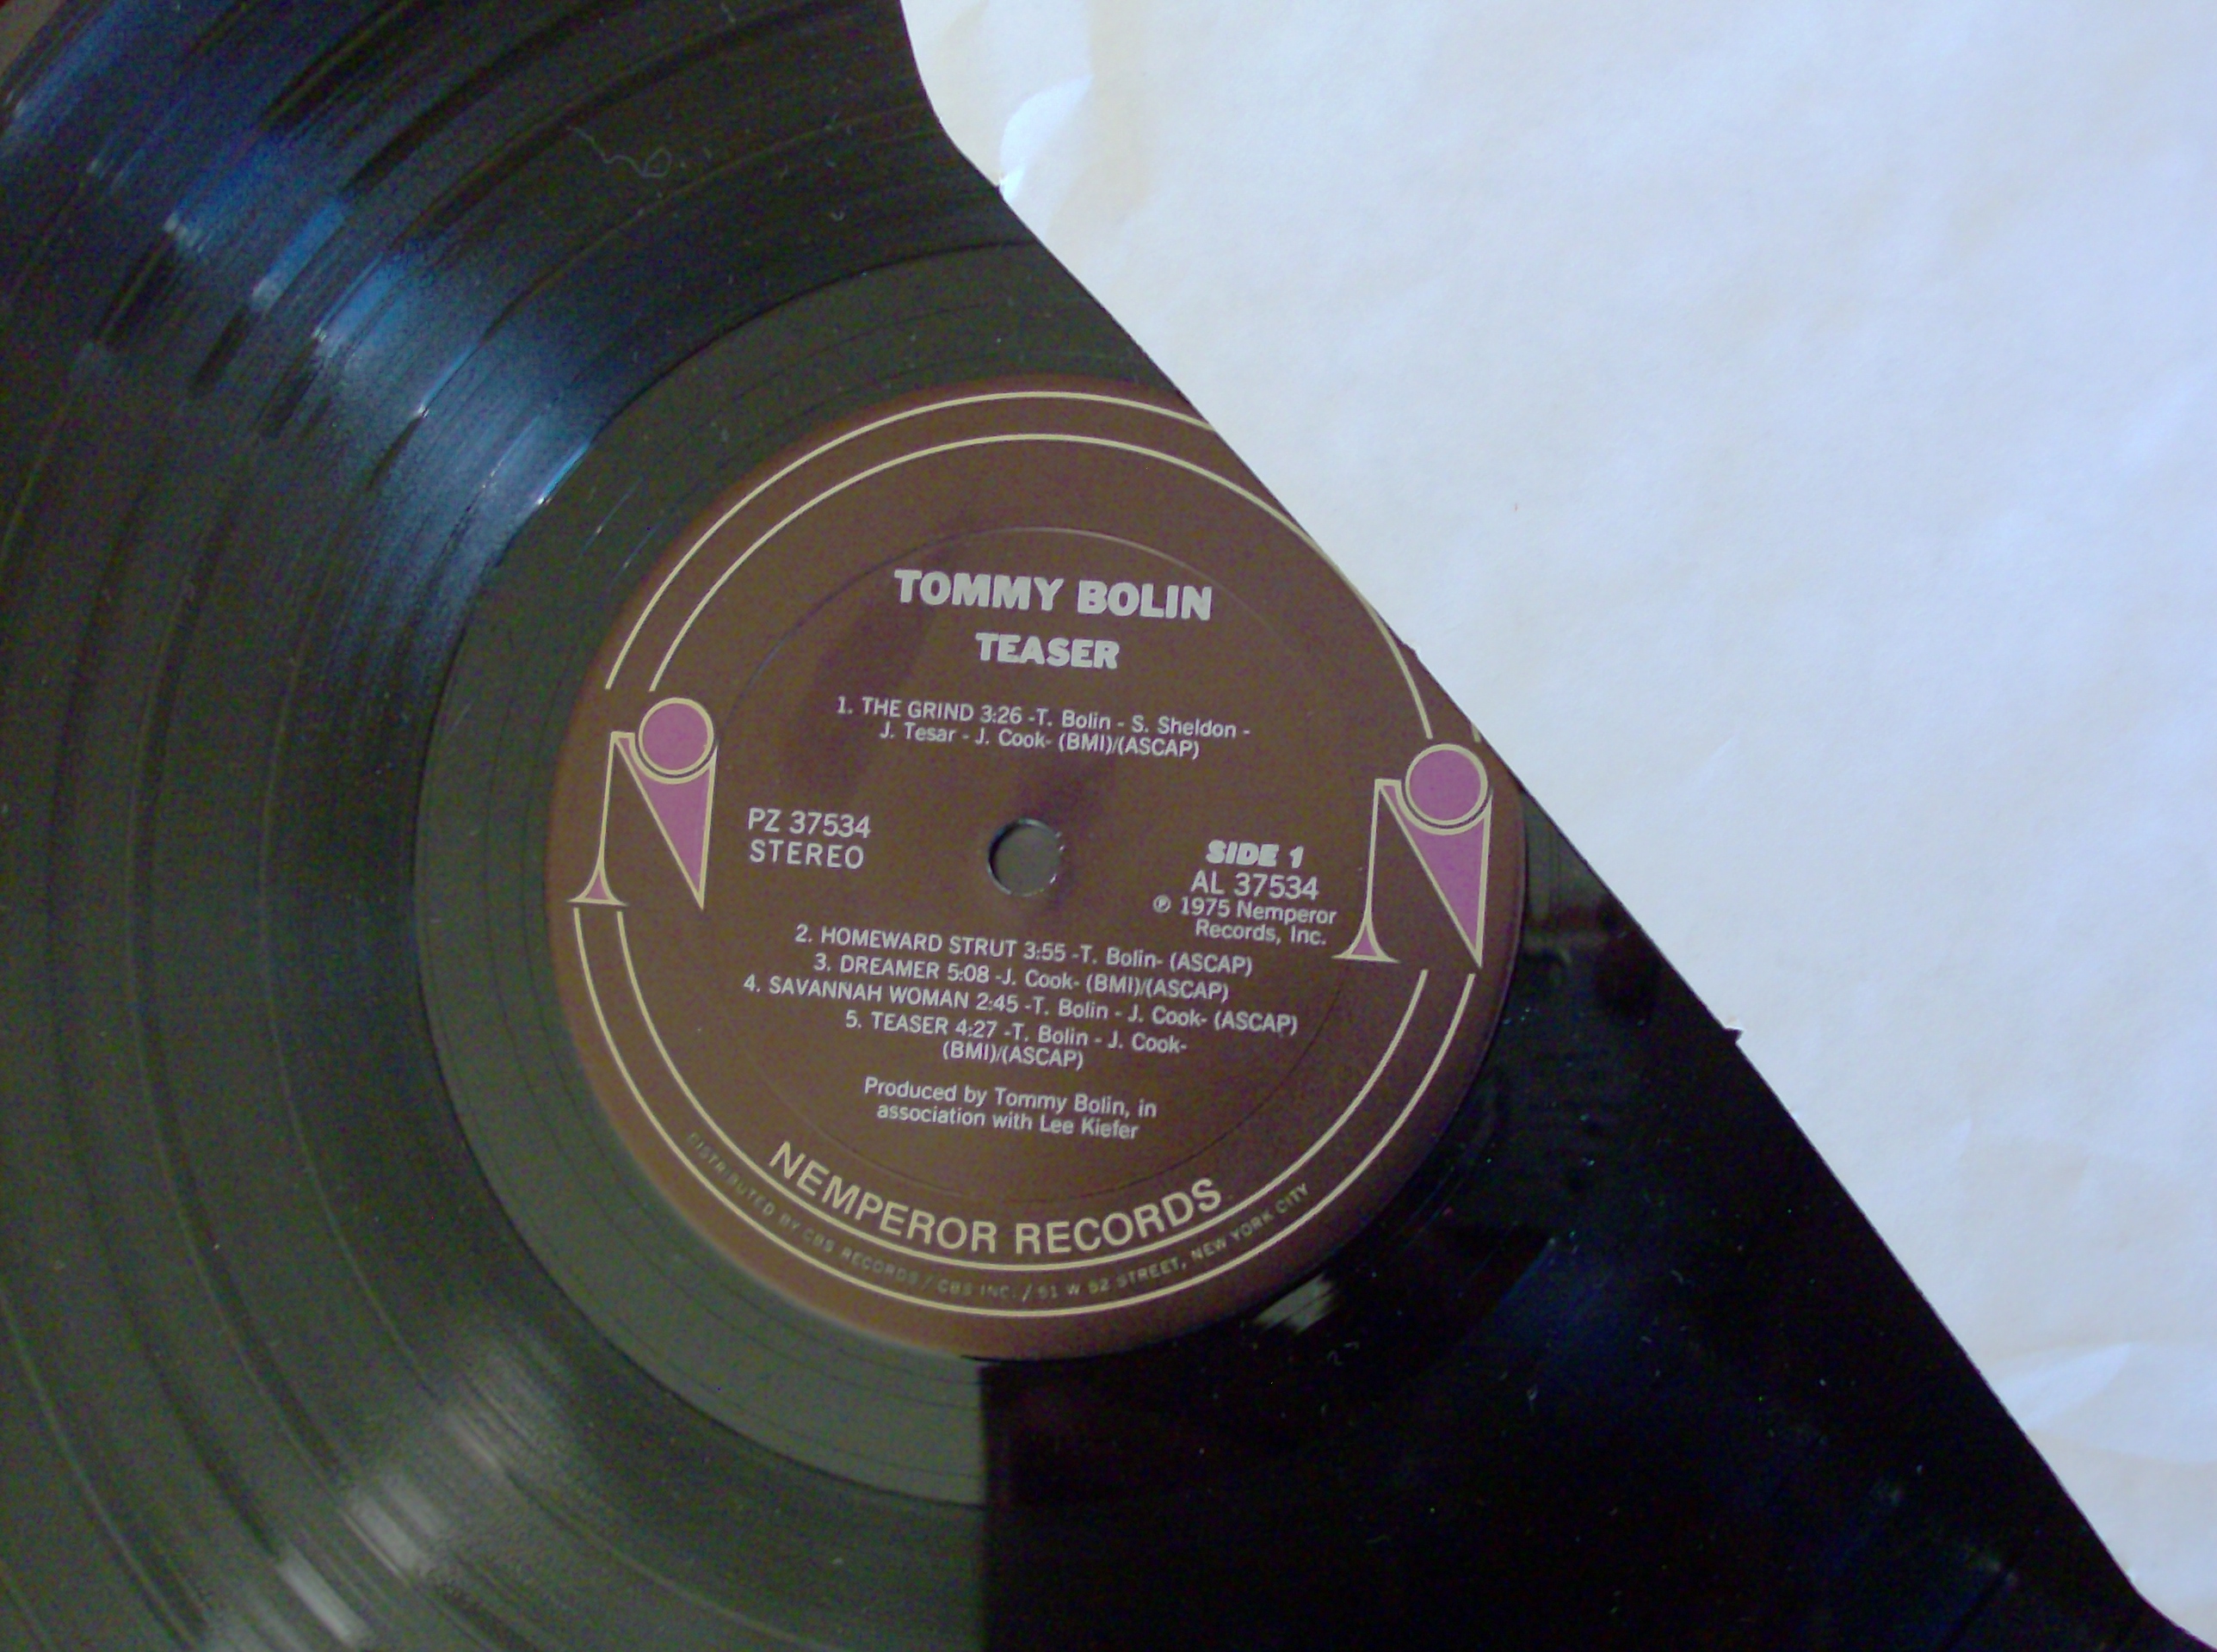 TOMMY BOLIN
TEASER
1. THE GRIND 3:26 -T. Bolin - S. Sheldon -
J. Tesar - J. Cook- (BMI)/(ASCAP)
PZ 37534
STEREO
SIDE 1
AL 37534
℗ 1975 Nemperor
Records, Inc.
2. HOMEWARD STRUT 3:55 -T. Bolin- (ASCAP)
3. DREAMER 5:08 -J. Cook- (BMI)/(ASCAP)
4. SAVANNAH WOMAN 2:45 -T. Bolin - J. Cook- (ASCAP)
5. TEASER 4:27 -T. Bolin - J. Cook-
(BMI)/(ASCAP)
Produced by Tommy Bolin, in
association with Lee Kiefer
NEMPEROR RECORDS
DISTRIBUTED BY CBS RECORDS / CBS INC. / 51 W 52 STREET, NEW YORK CITY